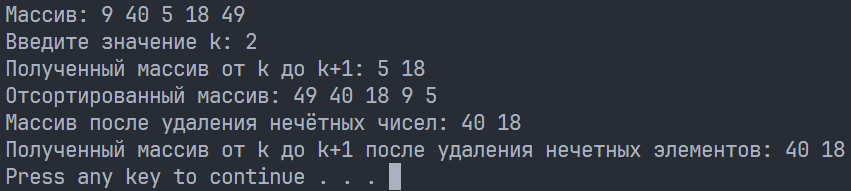 Массив: 9 40 5 18 49
Введите значение k: 2
Полученный массив от k до k+1: 5 18
Отсортированный массив: 49 40 18 9 5
Массив после удаления нечётных чисел: 40 18
Полученный массив от k до k+1 после удаления нечетных элементов: 40 18
Press any key to continue . . .